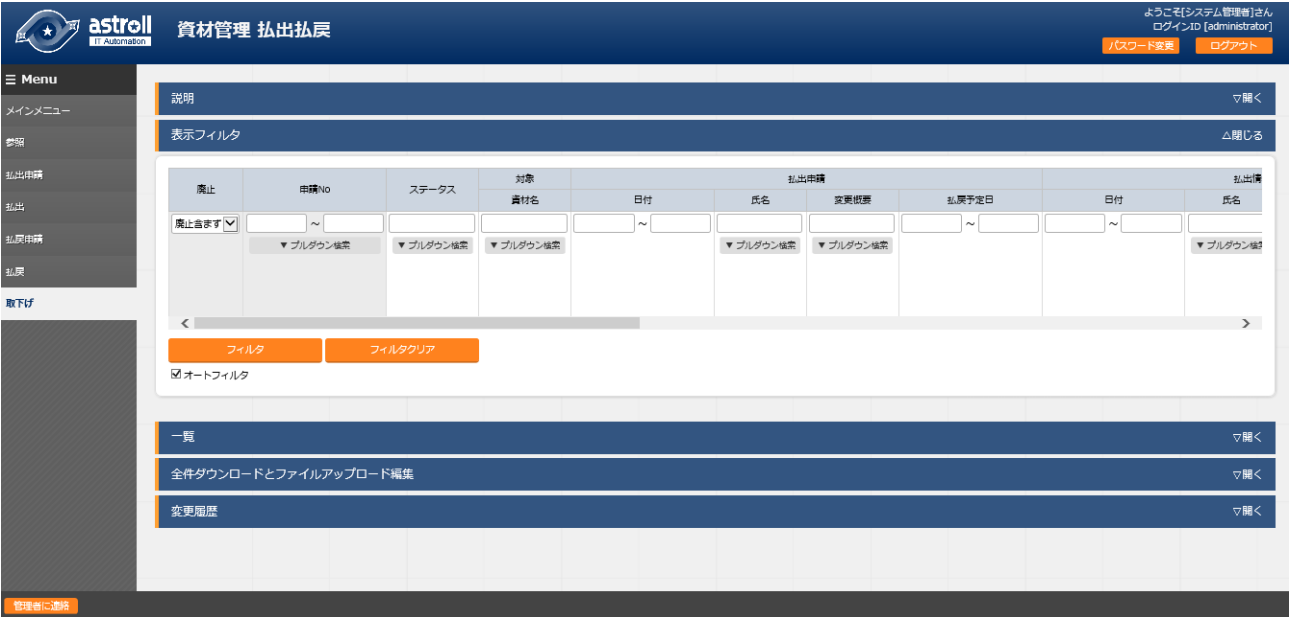 astroll
IT Automation
資材管理 払出払戻
ようこそ[システム管理者]さん
ログインID [administrator]
パスワード変更 ログアウト
☰ Menu
メインメニュー
参照
払出申請
払出
払戻申請
払戻
取下げ
説明 ▽開く
表示フィルタ △閉じる
廃止 申請No ステータス 対象 払出申請 払出情
資材名 日付 氏名 変更概要 払戻予定日 日付 氏名
廃止含まず ~ ~ ~ ~
▼プルダウン検索 ▼プルダウン検索 ▼プルダウン検索 ▼プルダウン検索 ▼プルダウン検索 ▼プルダウン検
フィルタ フィルタクリア
オートフィルタ
一覧 ▽開く
全件ダウンロードとファイルアップロード編集 ▽開く
変更履歴 ▽開く
管理者に連絡